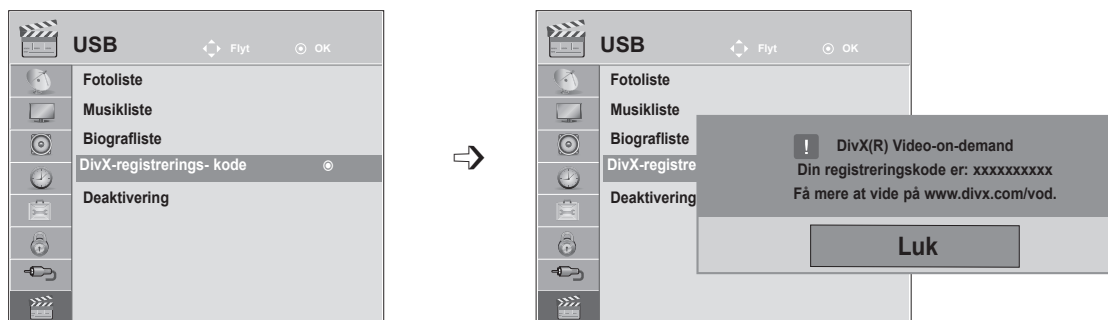 USB
Flyt
OK
Fotoliste
Musikliste
Biografliste
DivX-registrerings- kode
Deaktivering
USB
Flyt
OK
Fotoliste
Musikliste
Biografliste
DivX-registre
Deaktivering
! DivX(R) Video-on-demand
Din registreringskode er: xxxxxxxxxx
Få mere at vide på www.divx.com/vod.
Luk